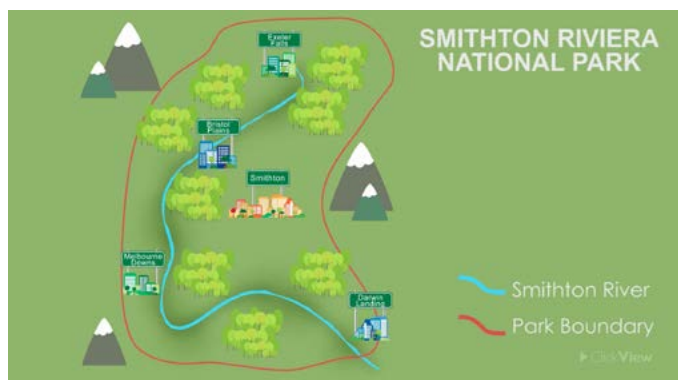 SMITHTON RIVIERA
NATIONAL PARK
Exeter
Falls
Bristol
Plains
Smithton
Melbourne
Downs
Darwin
Landing
Smithton River
Park Boundary
ClickView